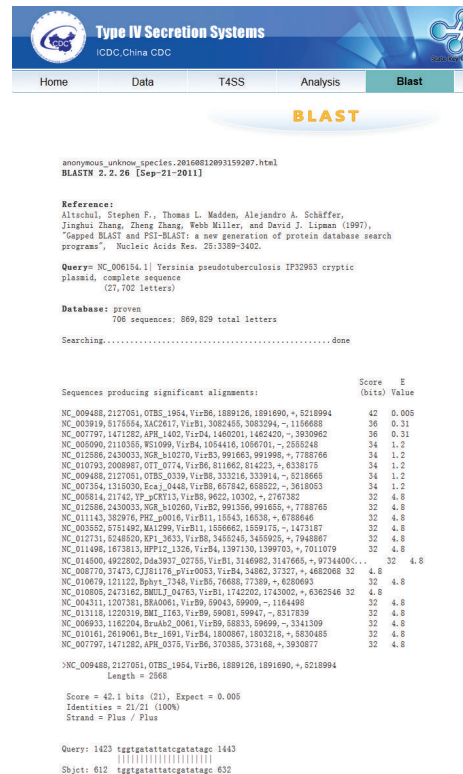 CDC
Type IV Secretion Systems
ICDC,China CDC
Home Data T4SS Analysis Blast
BLAST
anonymous_unknow_species.20160812093159207.html
BLASTN 2.2.26 [Sep-21-2011]
Reference:
Altschul, Stephen F., Thomas L. Madden, Alejandro A. Schäffer,
Jinghui Zhang, Zheng Zhang, Webb Miller, and David J. Lipman (1997),
"Gapped BLAST and PSI-BLAST: a new generation of protein database search
programs", Nucleic Acids Res. 25:3389-3402.
Query= NC_006154.1| Yersinia pseudotuberculosis IP32953 cryptic
plasmid, complete sequence
(27,702 letters)
Database: proven
706 sequences; 869,829 total letters
Searching..................................................done
Score E
Sequences producing significant alignments: (bits) Value
NC_009488,2127051,OTBS_1954,VirB6,1889126,1891690,+,5218994 42 0.005
NC_003919,5175554,XAC2617,VirB1,3082455,3083294,-,1156688 36 0.31
NC_007797,1471282,APH_1402,VirD4,1460201,1462420,-,3930962 36 0.31
NC_005090,2110355,WS1099,VirB4,1054416,1056701,-,2555248 34 1.2
NC_012586,2430033,NGR_b10270,VirB3,991663,991998,+,7788766 34 1.2
NC_010793,2008987,OTT_0774,VirB6,811662,814223,+,6338175 34 1.2
NC_009488,2127051,OTBS_0339,VirB8,333216,333914,-,5218665 34 1.2
NC_007354,1315030,Ecaj_0448,VirB8,657842,658522,-,3618053 34 1.2
NC_005814,21742,YP_pCRY13,VirB8,9622,10302,+,2767382 32 4.8
NC_012586,2430033,NGR_b10260,VirB2,991356,991655,+,7788765 32 4.8
NC_011143,382976,PHZ_p0016,VirB11,15543,16538,+,6788646 32 4.8
NC_003552,5751492,MA1299,VirB11,1556662,1559175,-,1473187 32 4.8
NC_012731,5248520,KP1_3633,VirB8,3455245,3455925,+,7948867 32 4.8
NC_011498,1673813,HPP12_1326,VirB4,1397130,1399703,+,7011079 32 4.8
NC_014500,4922802,Dda3937_02755,VirB1,3146982,3147665,+,9734400<... 32 4.8
NC_008770,37473,CJJ81176_pVir0053,VirB4,34862,37327,+,4682068 32 4.8
NC_010679,121122,Bphyt_7348,VirB5,76688,77389,+,6280693 32 4.8
NC_010805,2473162,BMULJ_04763,VirB1,1742202,1743002,+,6362546 32 4.8
NC_004311,1207381,BRA0061,VirB9,59043,59909,-,1164498 32 4.8
NC_013118,1220319,BMI_II63,VirB9,59081,59947,-,8317839 32 4.8
NC_006933,1162204,BruAb2_0061,VirB9,58833,59699,-,3341309 32 4.8
NC_010161,2619061,Btr_1691,VirB4,1800867,1803218,+,5830485 32 4.8
NC_007797,1471282,APH_0375,VirB6,370385,373168,+,3930877 32 4.8
>NC_009488,2127051,OTBS_1954,VirB6,1889126,1891690,+,5218994
Length = 2568
Score = 42.1 bits (21), Expect = 0.005
Identities = 21/21 (100%)
Strand = Plus / Plus
Query: 1423 tggtgatattatcgatatagc 1443
|||||||||||||||||||||
Sbjct: 612 tggtgatattatcgatatagc 632